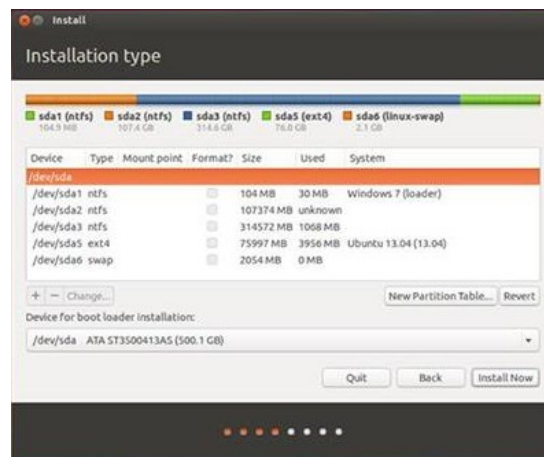 Install
Installation type
sda1 (ntfs) sda2 (ntfs) sda3 (ntfs) sda5 (ext4) sda6 (linux-swap)
104.9 MB 107.4 GB 314.6 GB 76.0 GB 2.1 GB
Device Type Mount point Format? Size Used System
/dev/sda
/dev/sda1 ntfs 104 MB 30 MB Windows 7 (loader)
/dev/sda2 ntfs 107374 MB unknown
/dev/sda3 ntfs 314572 MB 1068 MB
/dev/sda5 ext4 75997 MB 3956 MB Ubuntu 13.04 (13.04)
/dev/sda6 swap 2054 MB 0 MB
+ − Change... New Partition Table... Revert
Device for boot loader installation:
/dev/sda ATA ST3500413AS (500.1 GB)
Quit Back Install Now